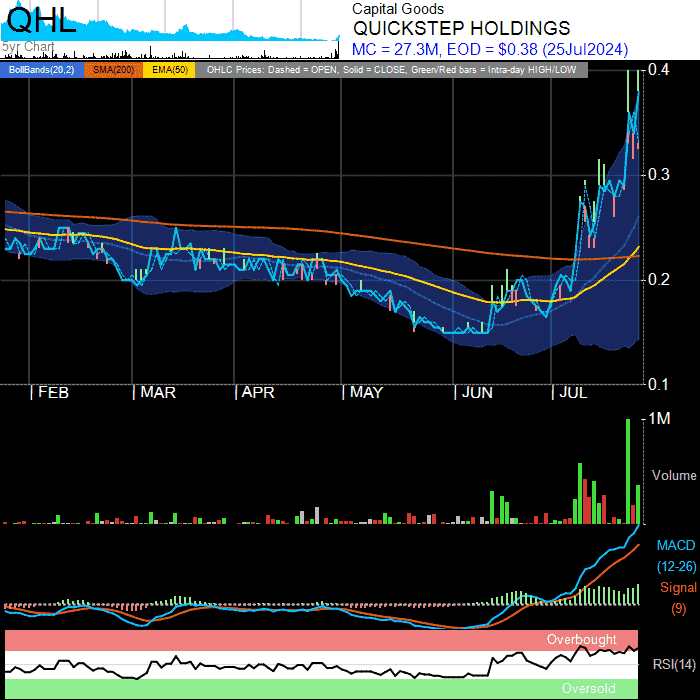 QHL
5yr Chart
Capital Goods
QUICKSTEP HOLDINGS
MC = 27.3M, EOD = $0.38 (25Jul2024)
BollBands(20,2) SMA(200) EMA(50) OHLC Prices: Dashed = OPEN, Solid = CLOSE, Green/Red bars = Intra-day HIGH/LOW
0.4
0.3
0.2
0.1
| FEB | MAR | APR | MAY | JUN | JUL
1M
Volume
MACD
(12-26)
Signal
(9)
Overbought
RSI(14)
Oversold